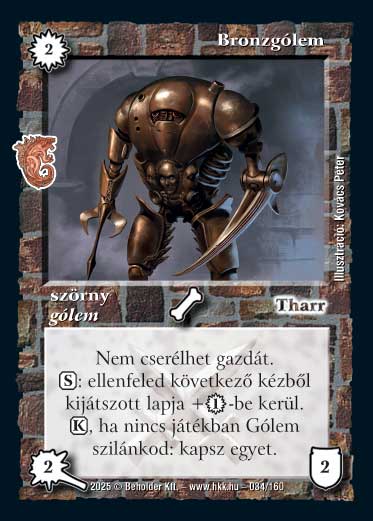 2
Bronzgólem
Illusztráció: Kovács Péter
szörny
gólem
Tharr
Nem cserélhet gazdát.
S: ellenfeled következő kézből
kijátszott lapja +1-be kerül.
K, ha nincs játékban Gólem
szilánkod: kapsz egyet.
2
2025 © Beholder Kft. – www.hkk.hu – 034/160
2